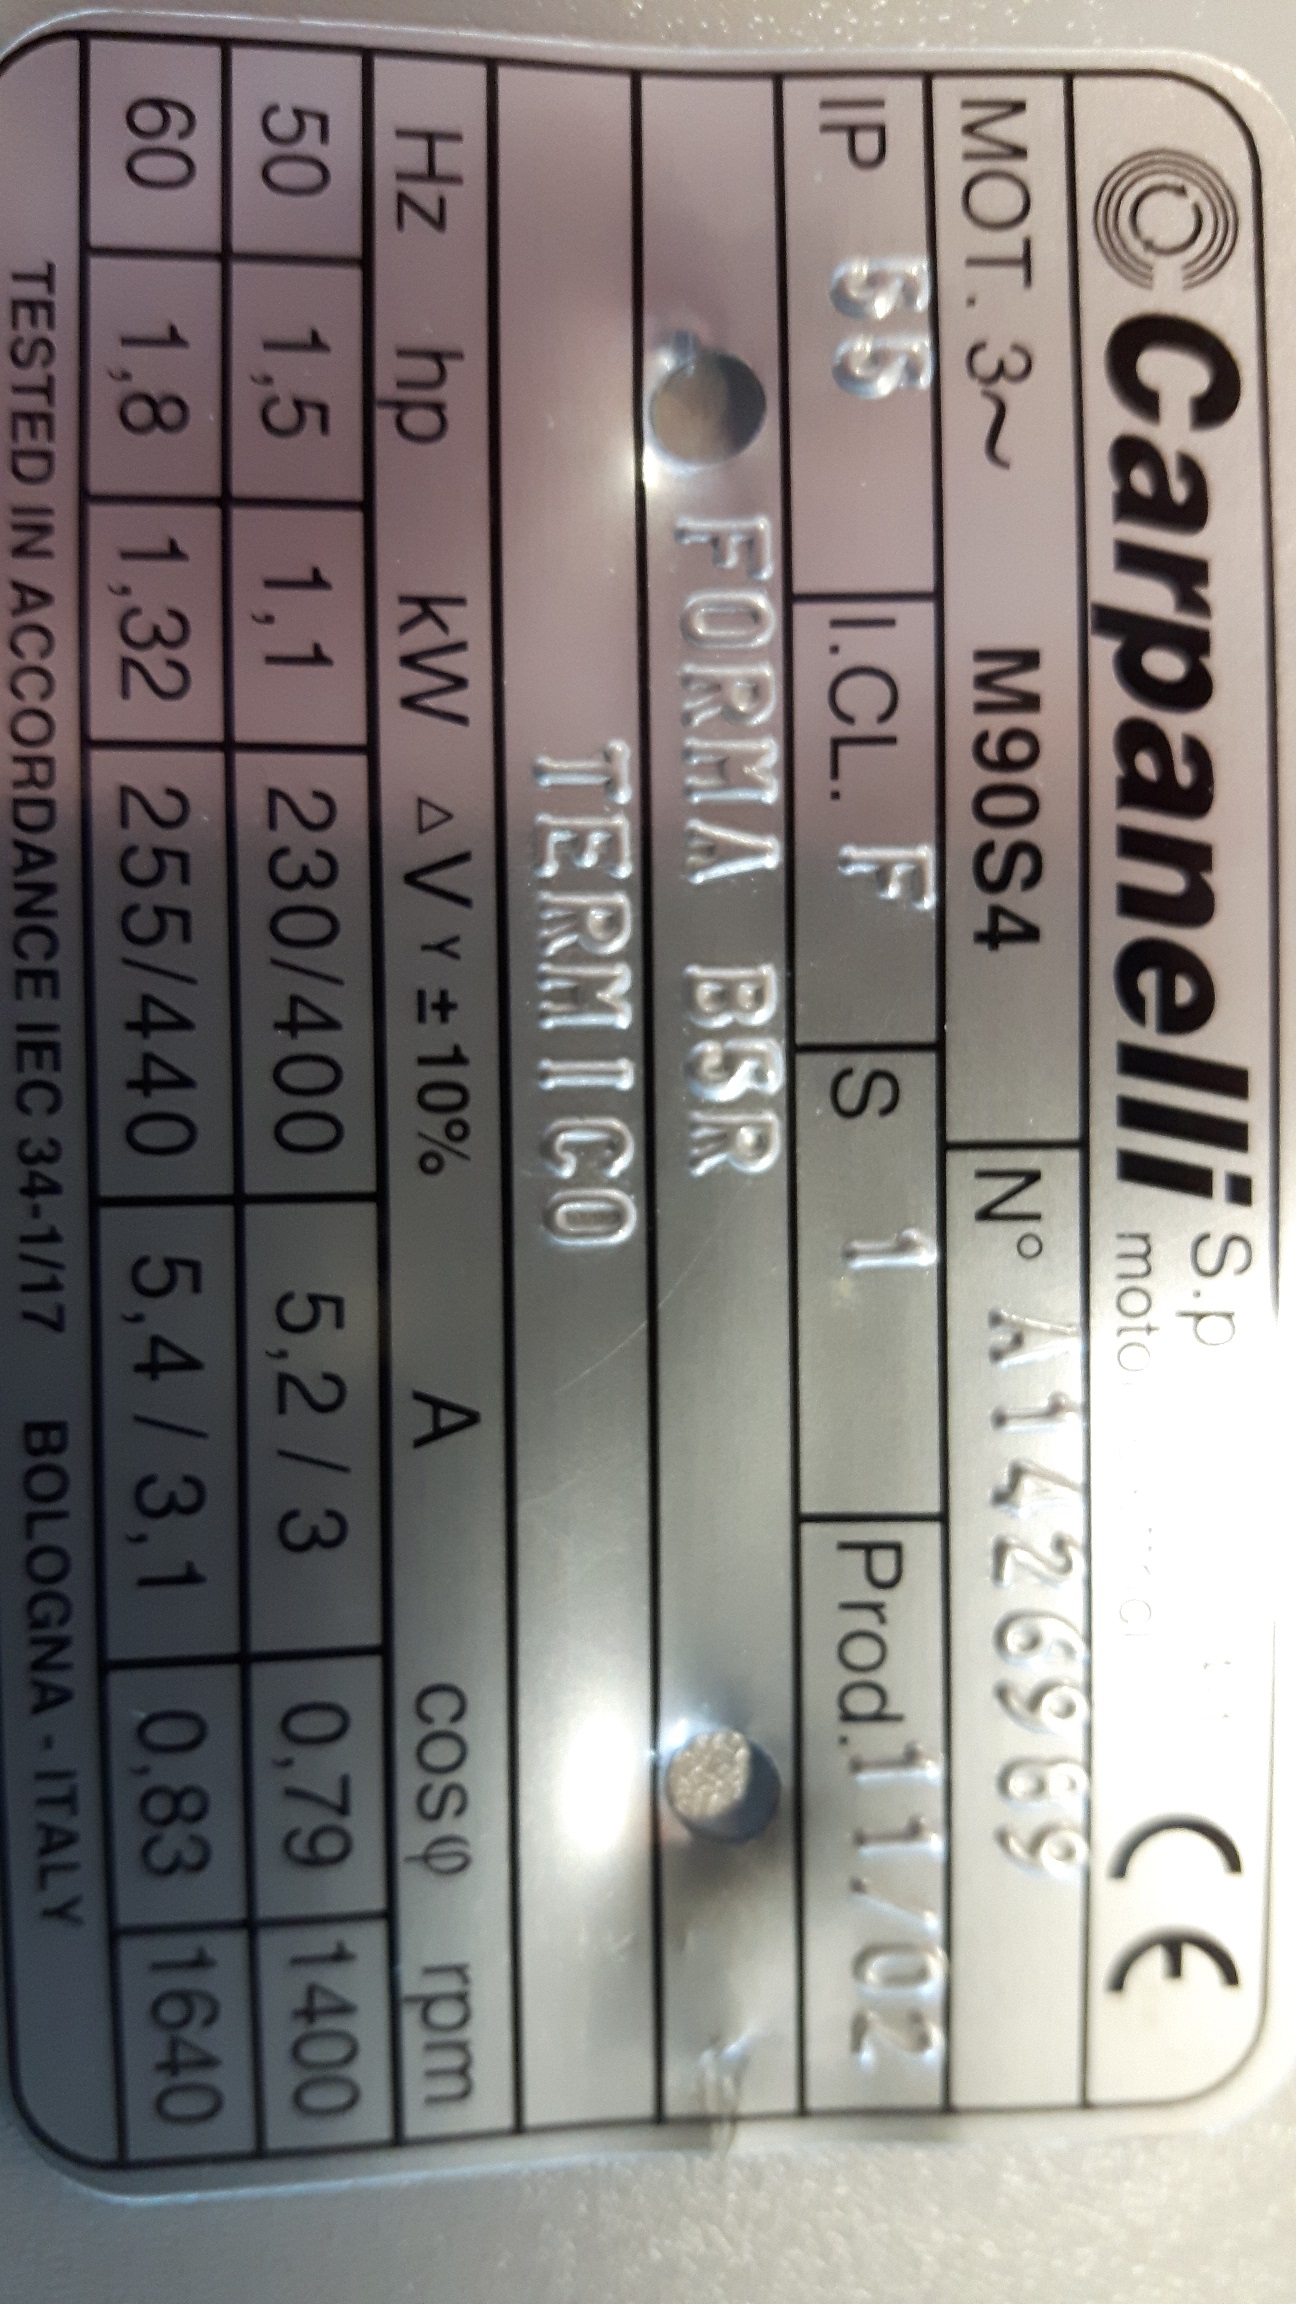 Carpanelli S.p
moto
CE
MOT. 3~ M90S4 N° A1426989
IP 55 I.CL. F S 1 Prod. 11/02
FORMA B5R
TERMICO
Hz hp kW △ V Y ± 10% A cosφ rpm
50 1,5 1,1 230/400 5,2 / 3 0,79 1400
60 1,8 1,32 255/440 5,4 / 3,1 0,83 1640
TESTED IN ACCORDANCE IEC 34-1/17 BOLOGNA - ITALY